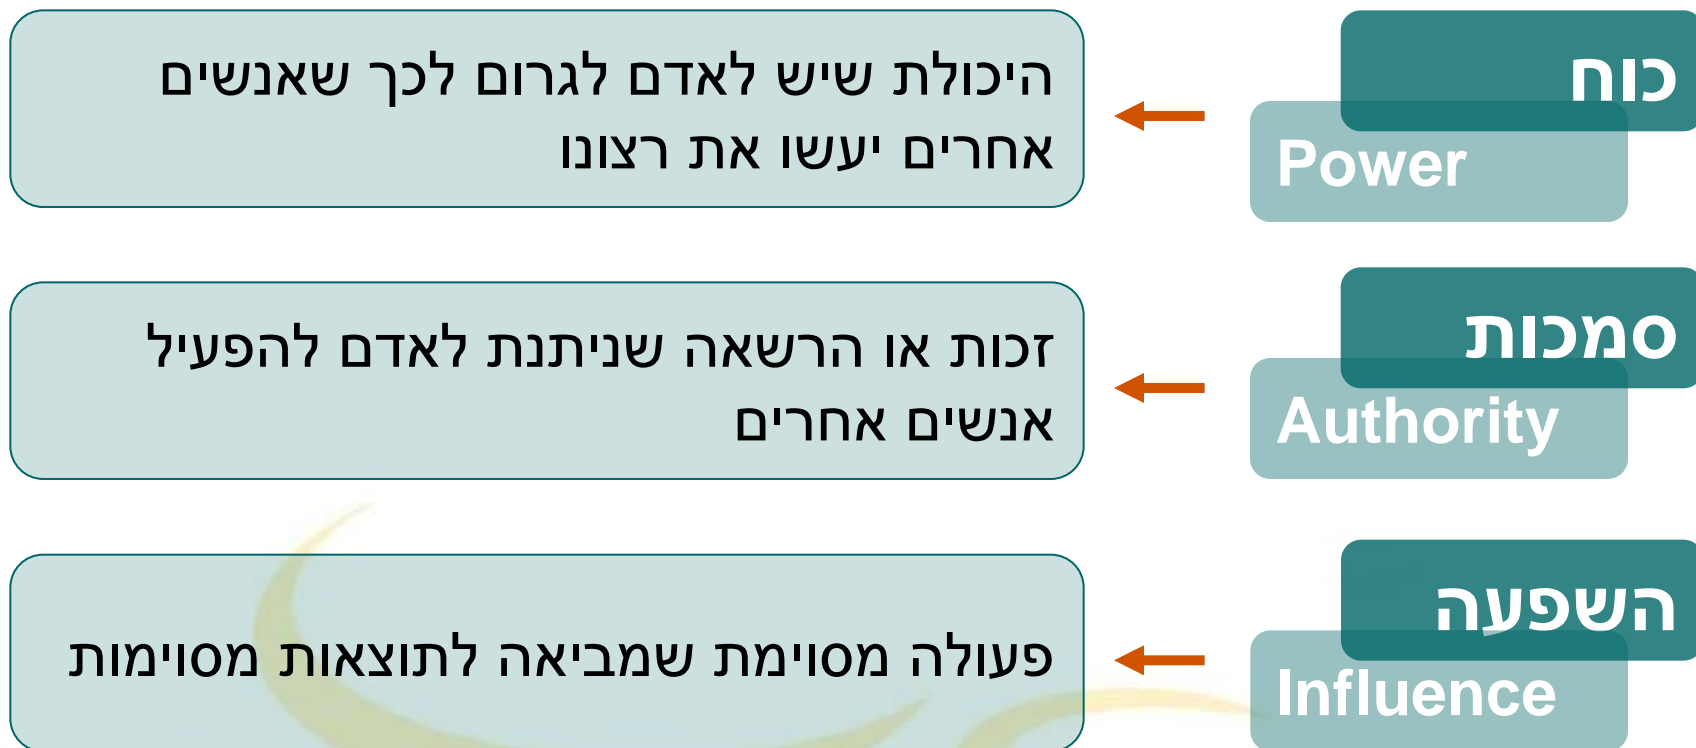 כוח
Power
היכולת שיש לאדם לגרום לכך שאנשים
אחרים יעשו את רצונו
סמכות
Authority
זכות או הרשאה שניתנת לאדם להפעיל
אנשים אחרים
השפעה
Influence
פעולה מסוימת שמביאה לתוצאות מסוימות